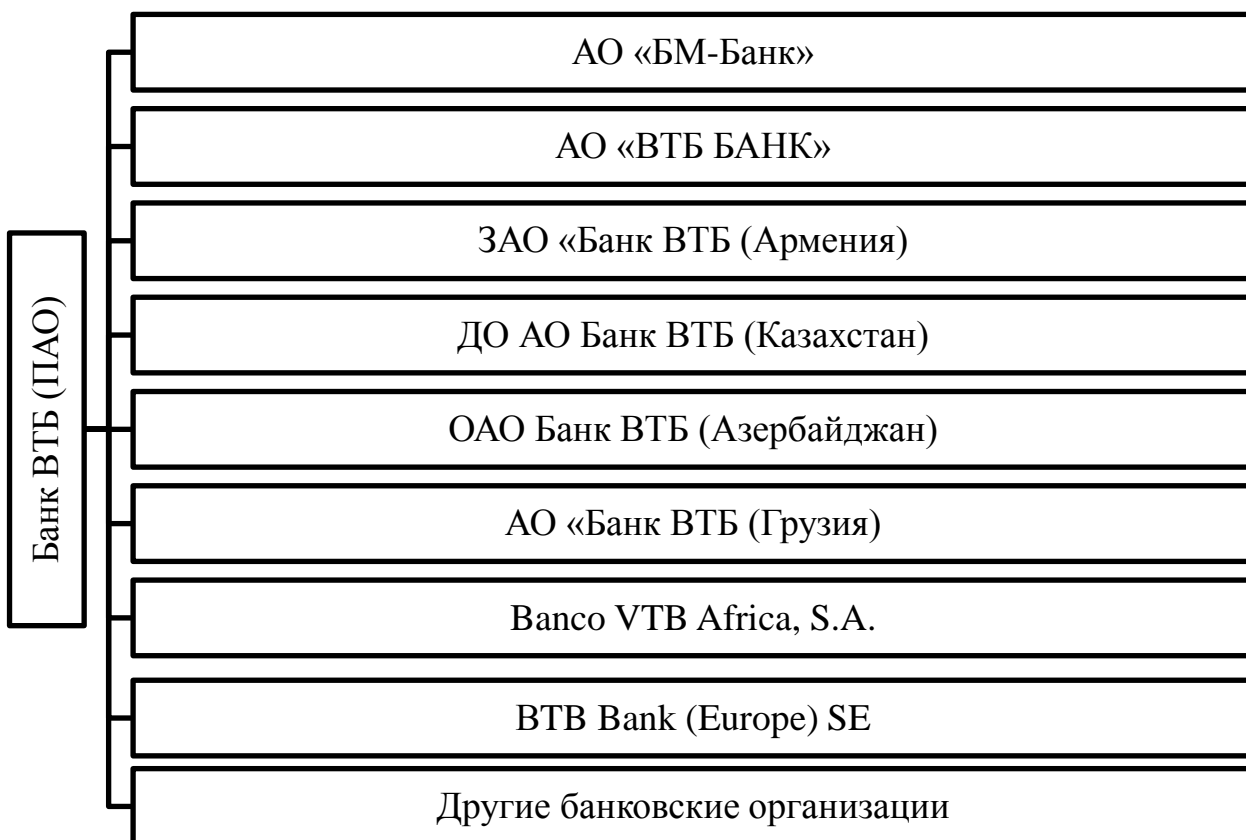 Банк ВТБ (ПАО)
АО «БМ-Банк»
АО «ВТБ БАНК»
ЗАО «Банк ВТБ (Армения)
ДО АО Банк ВТБ (Казахстан)
ОАО Банк ВТБ (Азербайджан)
АО «Банк ВТБ (Грузия)
Banco VTB Africa, S.A.
ВТВ Bank (Europe) SE
Другие банковские организации